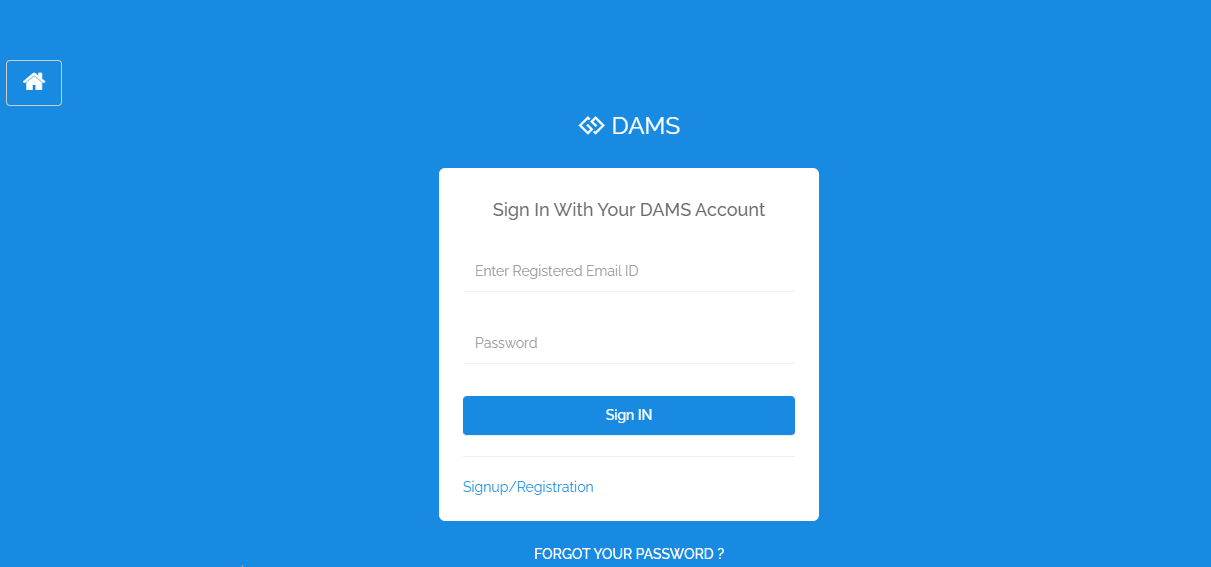 DAMS
Sign In With Your DAMS Account
Enter Registered Email ID
Password
Sign IN
Signup/Registration
FORGOT YOUR PASSWORD ?